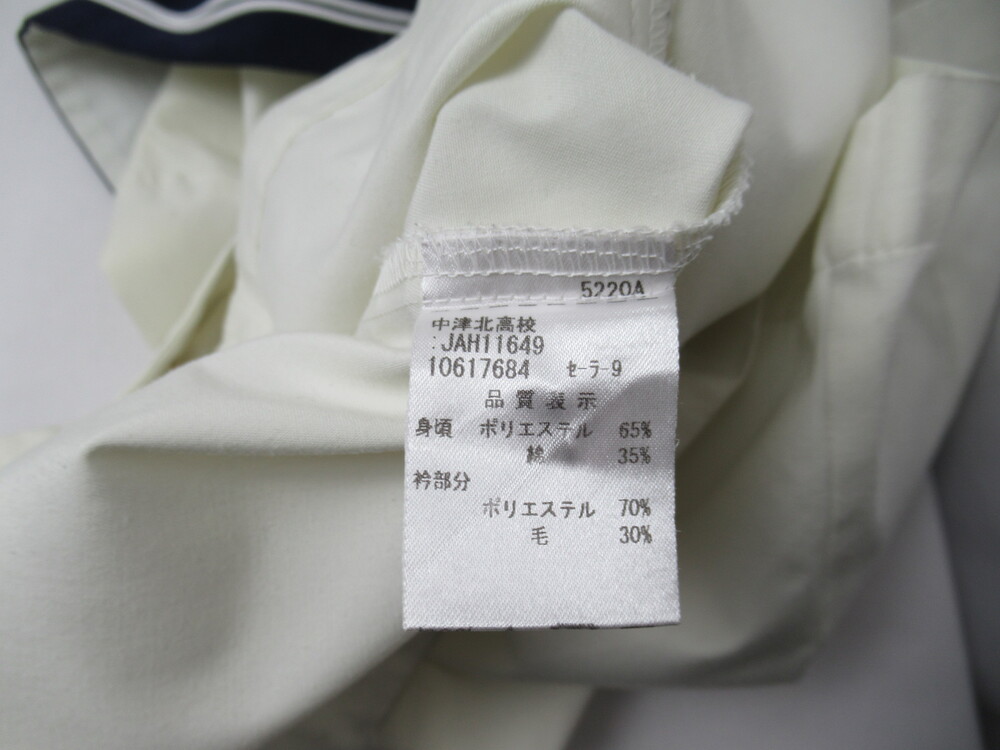 5220A
中津北高校
:JAH11649
10617684 ｾｰﾗｰ9
品質表示
身頃 ポリエステル 65%
綿 35%
衿部分
ポリエステル 70%
毛 30%